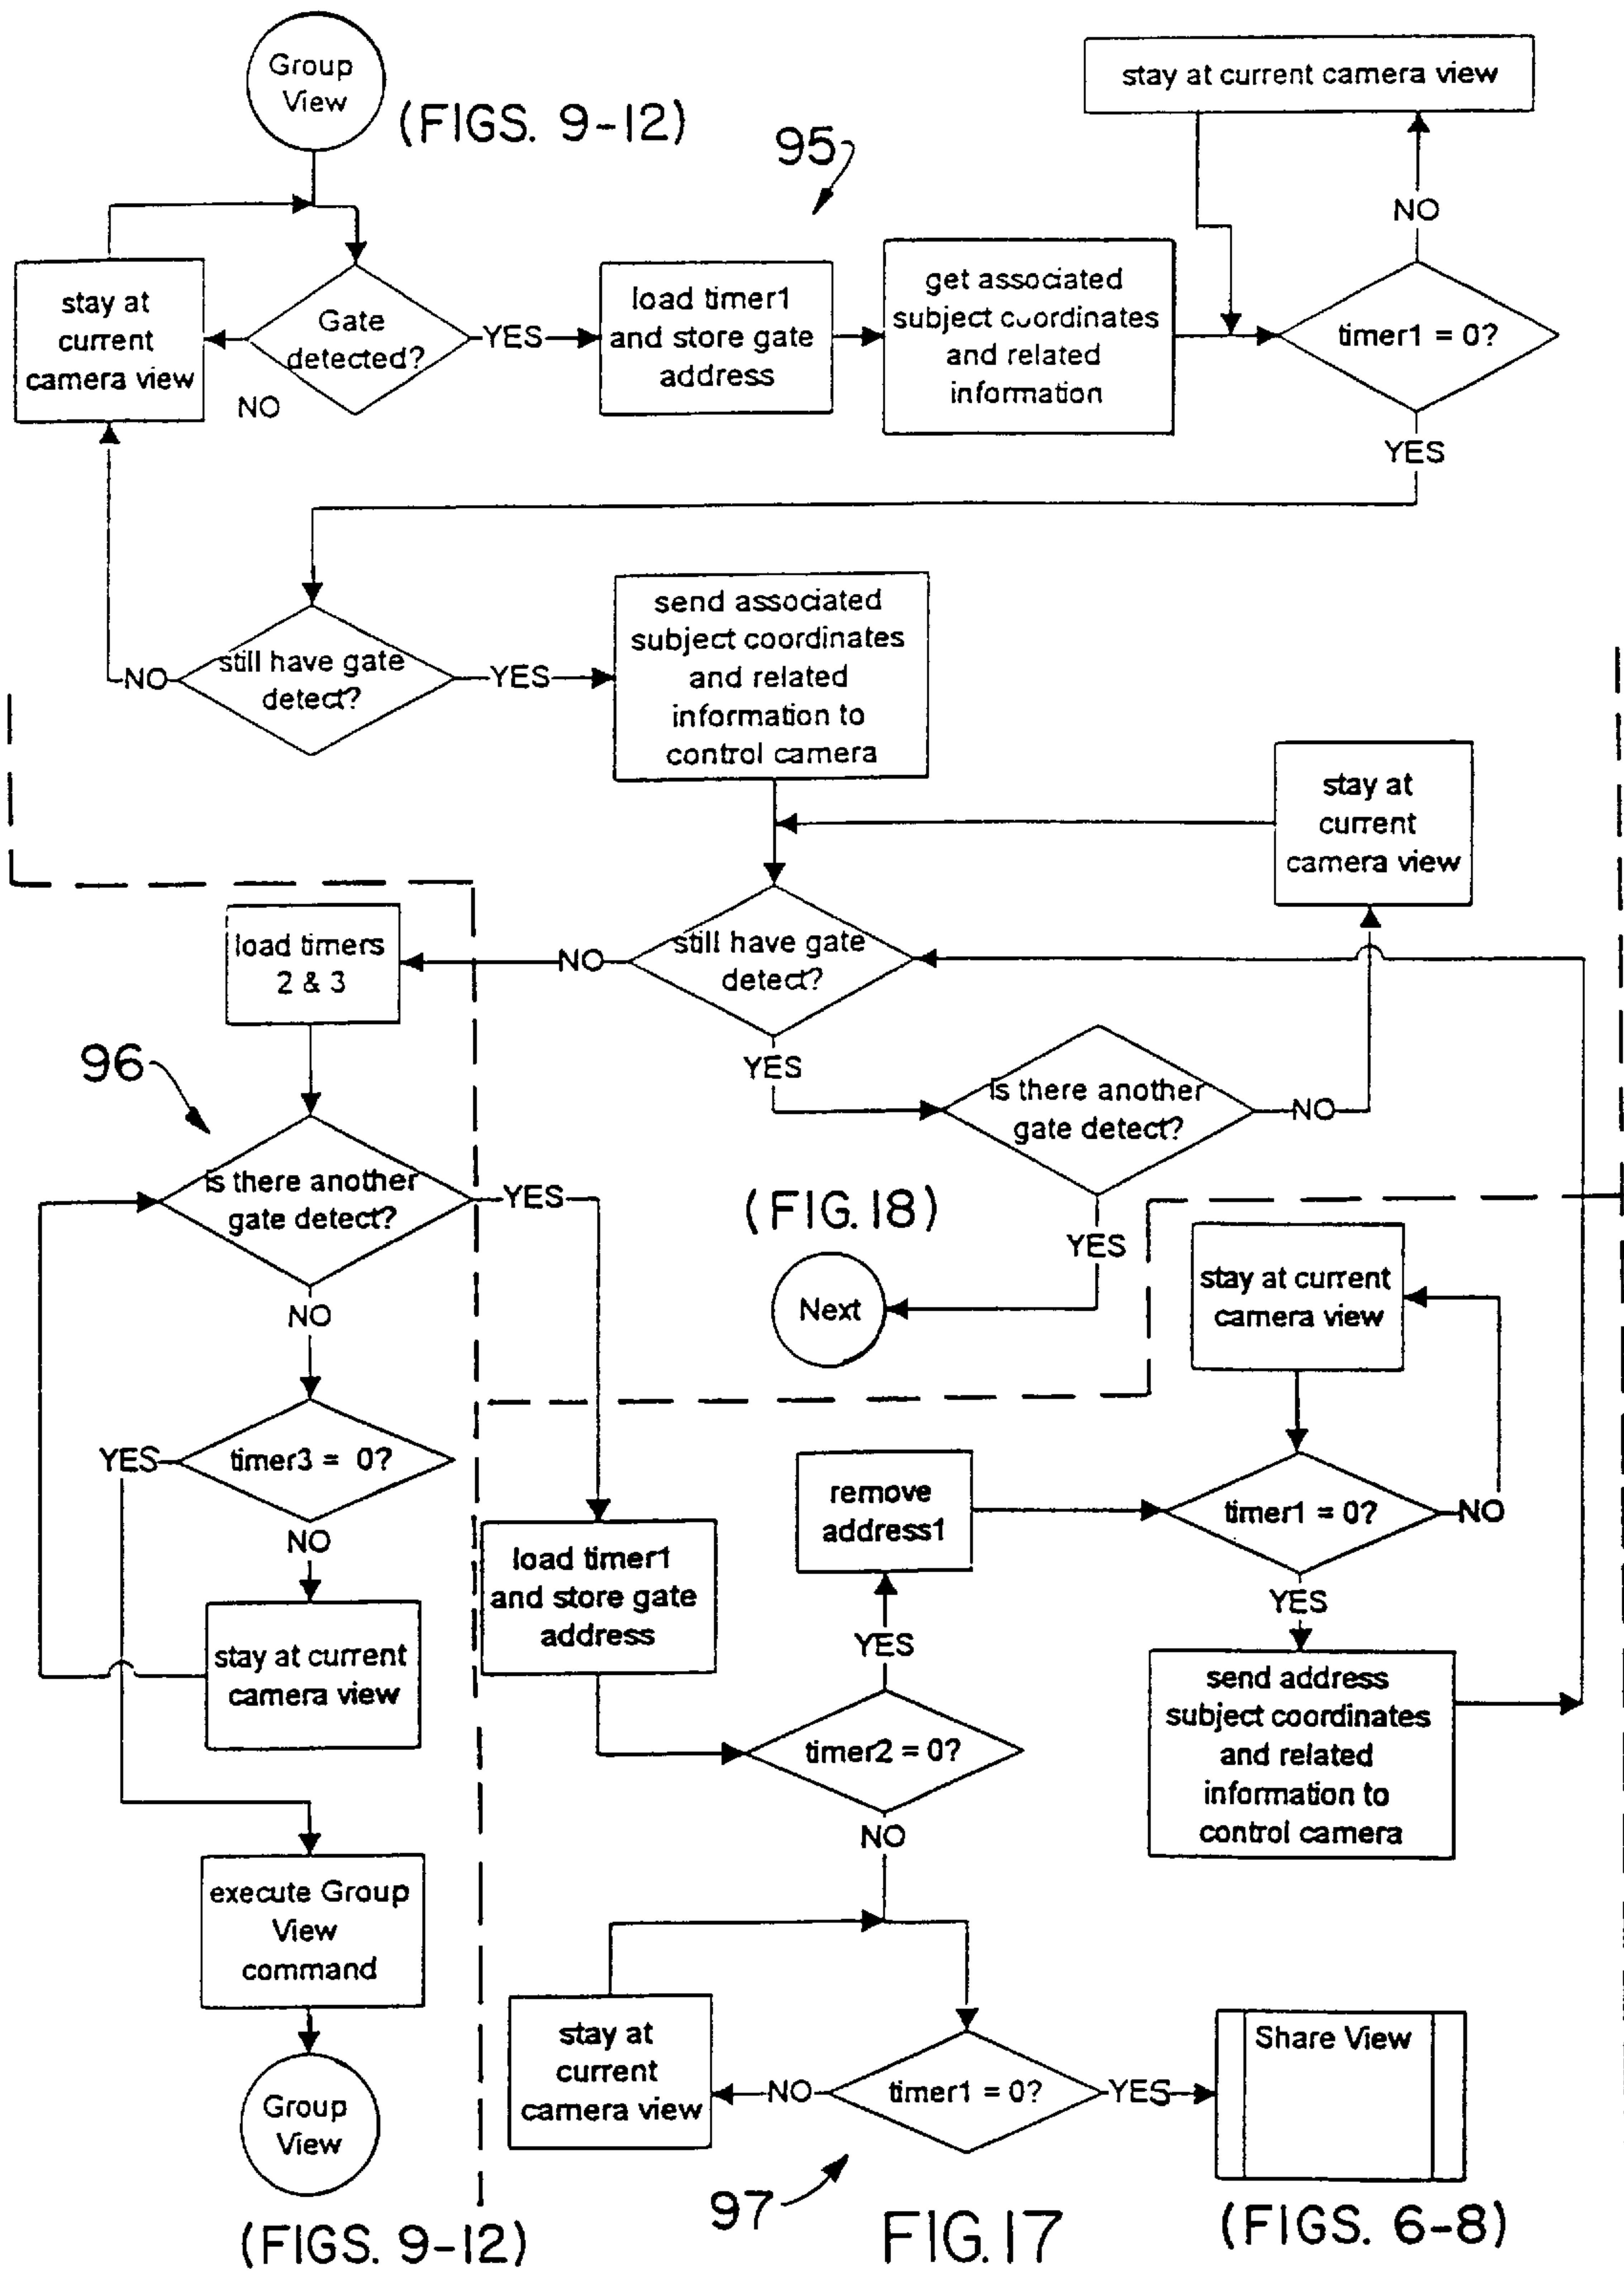 Group
View
(FIGS. 9-12)
95
stay at current camera view
NO
stay at
current
camera view
Gate
detected?
YES
NO
load timer1
and store gate
address
get associated
subject coordinates
and related
information
timer1 = 0?
YES
still have gate
detect?
NO
YES
send associated
subject coordinates
and related
information to
control camera
stay at
current
camera view
load timers
2 & 3
NO
still have gate
detect?
YES
Is there another
gate detect?
NO
YES
(FIG. 18)
Next
96
Is there another
gate detect?
YES
NO
timer3 = 0?
YES
NO
stay at current
camera view
execute Group
View
command
Group
View
(FIGS. 9-12)
load timer1
and store gate
address
remove
address1
YES
timer2 = 0?
NO
stay at current
camera view
timer1 = 0?
NO
YES
send address
subject coordinates
and related
information to
control camera
stay at
current
camera view
NO
timer1 = 0?
YES
Share View
97
FIG. 17
(FIGS. 6-8)